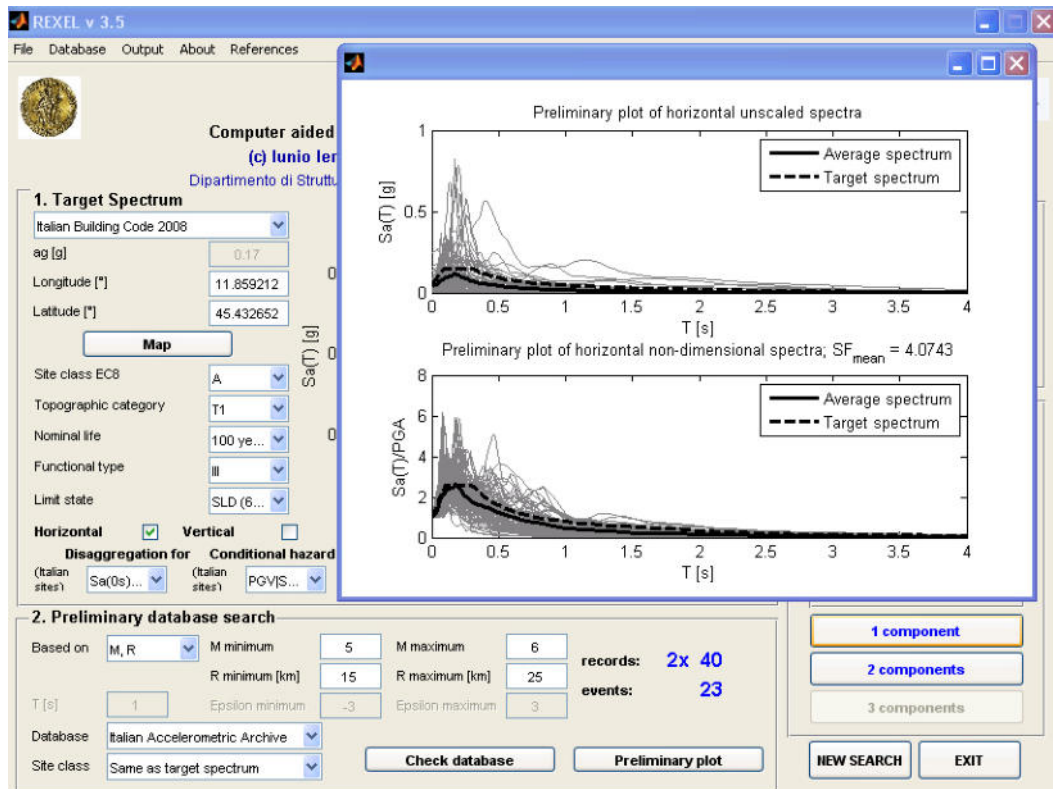 REXEL v 3.5
File Database Output About References
Computer aided
(c) Iunio Ier
Dipartimento di Struttu
1. Target Spectrum
Italian Building Code 2008
ag [g] 0.17
Longitude [°] 11.859212
Latitude [°] 45.432652
Map
Site class EC8 A
Topographic category T1
Nominal life 100 ye...
Functional type III
Limit state SLD (6...
Horizontal Vertical
Disaggregation for Conditional hazard
(Italian sites) Sa(0s)... (Italian sites) PGV|S...
Sa(T) [g]
0
0
0
Preliminary plot of horizontal unscaled spectra
Average spectrum
Target spectrum
Sa(T) [g]
1
0.5
0
0 0.5 1 1.5 2 2.5 3 3.5 4
T [s]
Preliminary plot of horizontal non-dimensional spectra; SF mean = 4.0743
Average spectrum
Target spectrum
Sa(T)/PGA
8
6
4
2
0
0 0.5 1 1.5 2 2.5 3 3.5 4
T [s]
2. Preliminary database search
Based on M, R M minimum 5 M maximum 6
R minimum [km] 15 R maximum [km] 25
T [s] 1 Epsilon minimum -3 Epsilon maximum 3
records: 2x 40
events: 23
Database Italian Accelerometric Archive
Site class Same as target spectrum
Check database Preliminary plot
1 component
2 components
3 components
NEW SEARCH EXIT